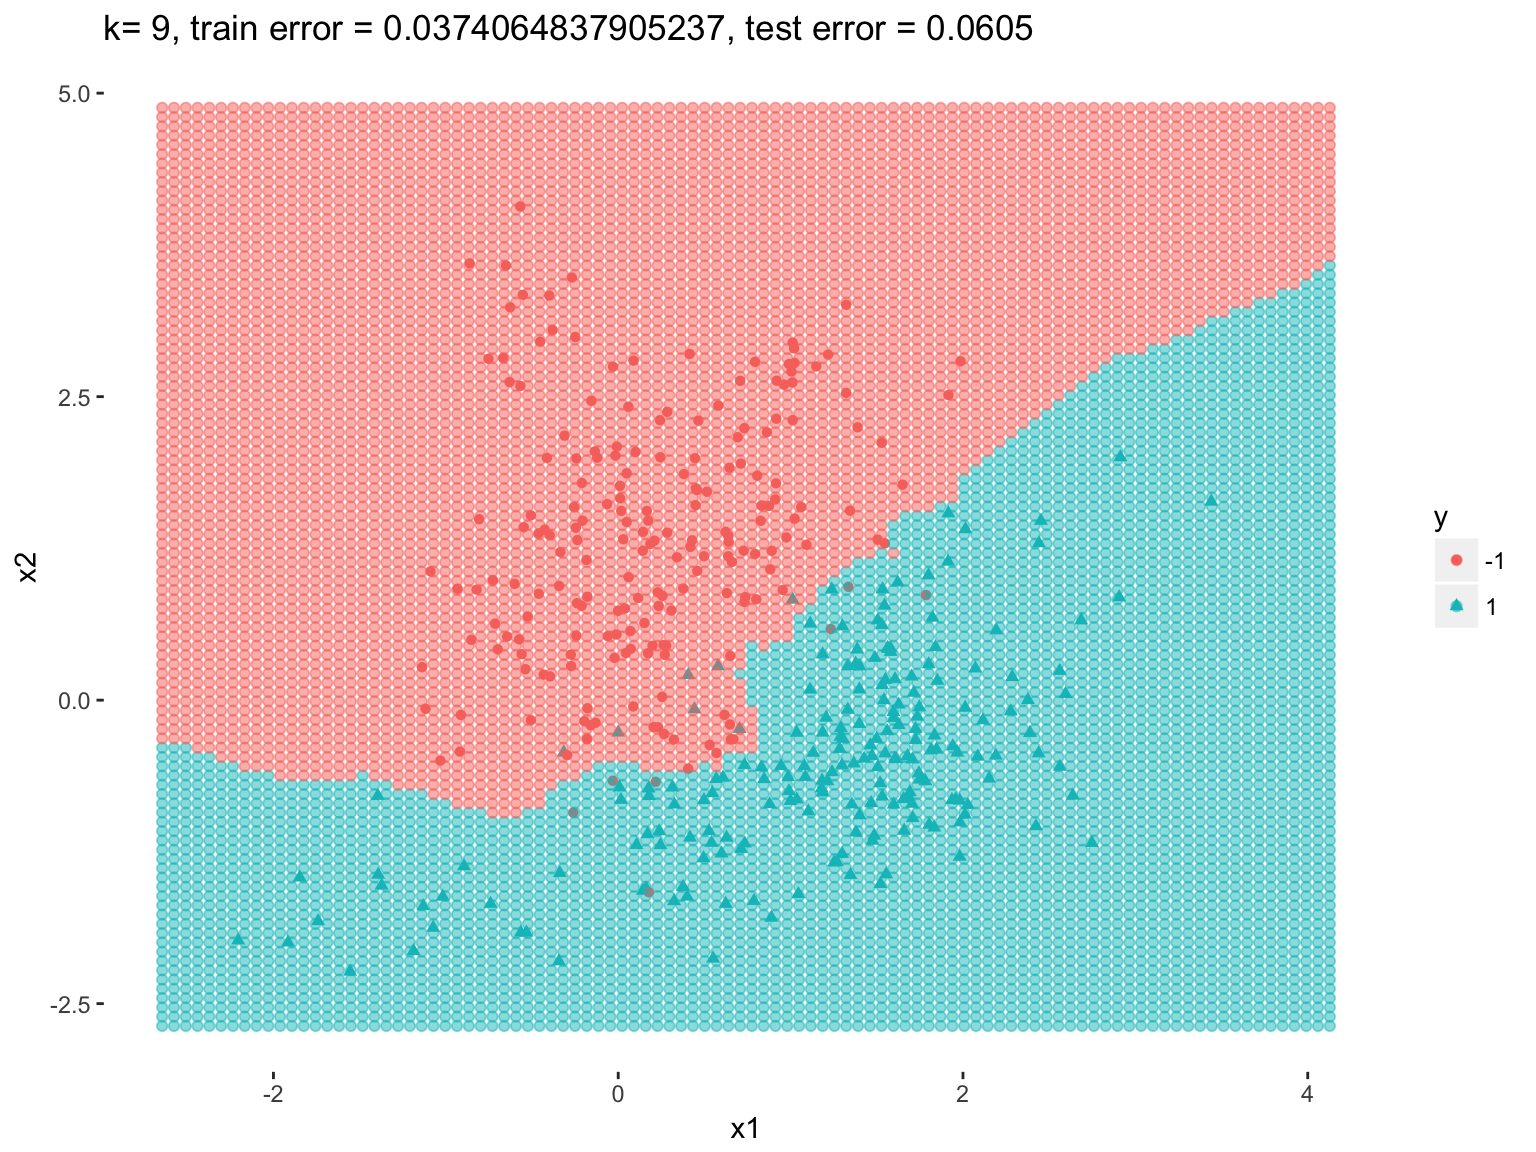 k= 9, train error = 0.0374064837905237, test error = 0.0605
5.0
2.5
0.0
-2.5
x2
-2
0
2
4
x1
y
-1
1